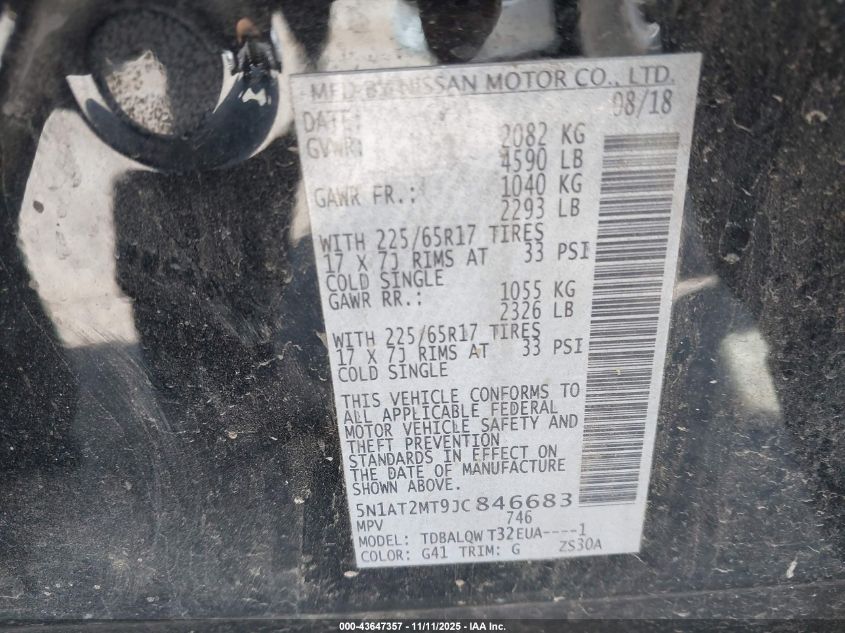 MFD BY NISSAN MOTOR CO., LTD.
DATE: 08/18
GVWR: 2082 KG
4590 LB
GAWR FR.: 1040 KG
2293 LB
WITH 225/65R17 TIRES
17 X 7J RIMS AT 33 PSI
COLD SINGLE
GAWR RR.: 1055 KG
2326 LB
WITH 225/65R17 TIRES
17 X 7J RIMS AT 33 PSI
COLD SINGLE
THIS VEHICLE CONFORMS TO
ALL APPLICABLE FEDERAL
MOTOR VEHICLE SAFETY AND
THEFT PREVENTION
STANDARDS IN EFFECT ON
THE DATE OF MANUFACTURE
SHOWN ABOVE.
5N1AT2MT9JC846683
MPV 746
MODEL: TDBALQW T32EUA----1
COLOR: G41 TRIM: G ZS30A
000-43647357 - 11/11/2025 - IAA Inc.